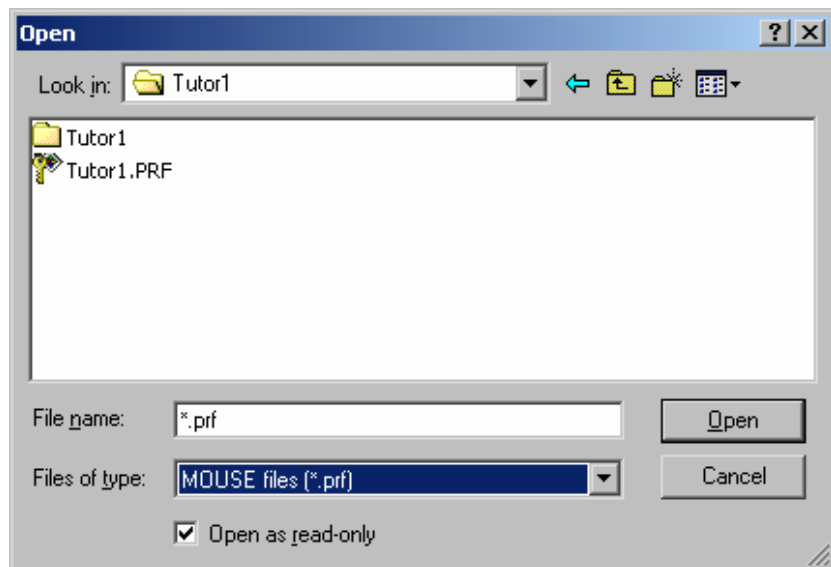 Open
Look in: Tutor1
Tutor1
Tutor1.PRF
File name: *.prf Open
Files of type: MOUSE files (*.prf) Cancel
Open as read-only